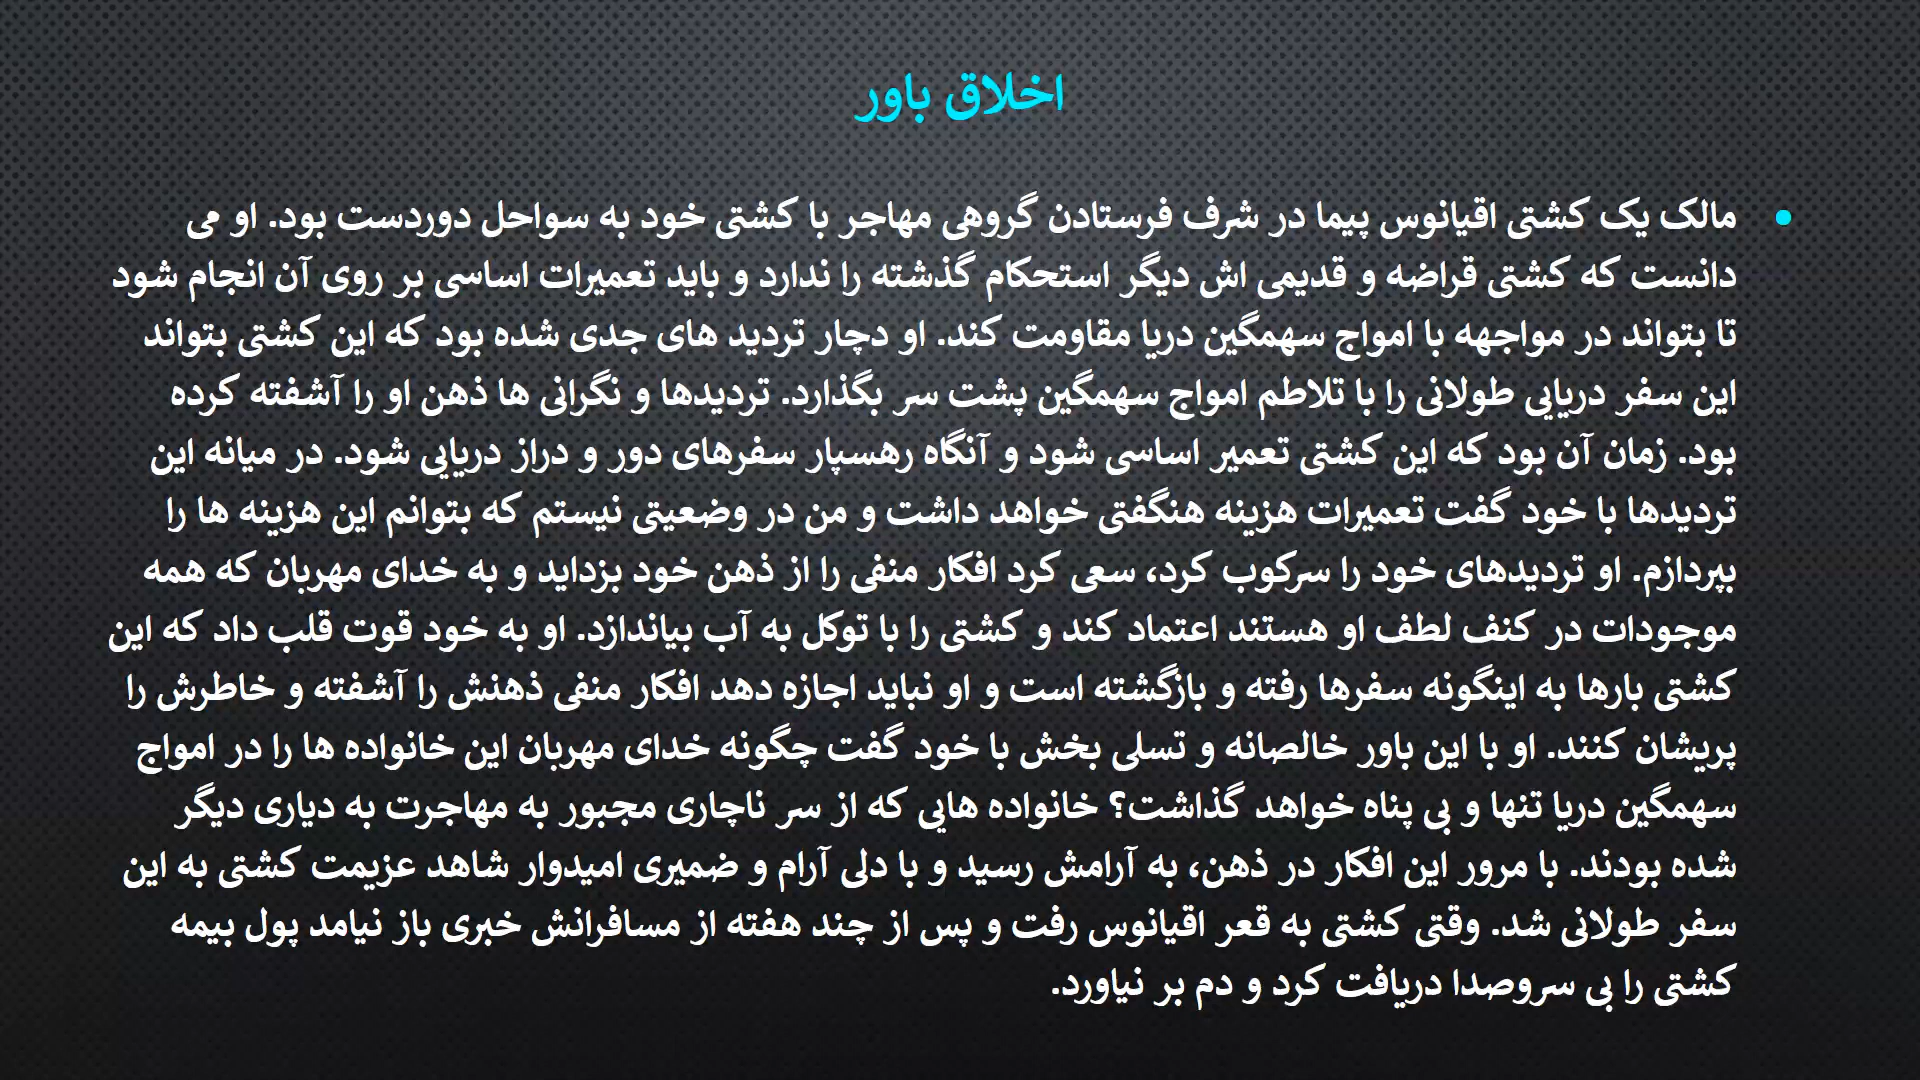 اخلاق باور
مالک یک کشتی اقیانوس پیما در شرف فرستادن گروهی مهاجر با کشتی خود به سواحل دوردست بود. او می
دانست که کشتی قراضه و قدیمی اش دیگر استحکام گذشته را ندارد و باید تعمیرات اساسی بر روی آن انجام شود
تا بتواند در مواجهه با امواج سهمگین دریا مقاومت کند. او دچار تردید های جدی شده بود که این کشتی بتواند
این سفر دریایی طولانی را با تلاطم امواج سهمگین پشت سر بگذارد. تردیدها و نگرانی ها ذهن او را آشفته کرده
بود. زمان آن بود که این کشتی تعمیر اساسی شود و آنگاه رهسپار سفرهای دور و دراز دریایی شود. در میانه این
تردیدها با خود گفت تعمیرات هزینه هنگفتی خواهد داشت و من در وضعیتی نیستم که بتوانم این هزینه ها را
بپردازم. او تردیدهای خود را سرکوب کرد، سعی کرد افکار منفی را از ذهن خود بزداید و به خدای مهربان که همه
موجودات در کنف لطف او هستند اعتماد کند و کشتی را با توکل به آب بیاندازد. او به خود قوت قلب داد که این
کشتی بارها به اینگونه سفرها رفته و بازگشته است و او نباید اجازه دهد افکار منفی ذهنش را آشفته و خاطرش را
پریشان کنند. او با این باور خالصانه و تسلی بخش با خود گفت چگونه خدای مهربان این خانواده ها را در امواج
سهمگین دریا تنها و بی پناه خواهد گذاشت؟ خانواده هایی که از سر ناچاری مجبور به مهاجرت به دیاری دیگر
شده بودند. با مرور این افکار در ذهن، به آرامش رسید و با دلی آرام و ضمیری امیدوار شاهد عزیمت کشتی به این
سفر طولانی شد. وقتی کشتی به قعر اقیانوس رفت و پس از چند هفته از مسافرانش خبری باز نیامد پول بیمه
کشتی را بی سروصدا دریافت کرد و دم بر نیاورد.